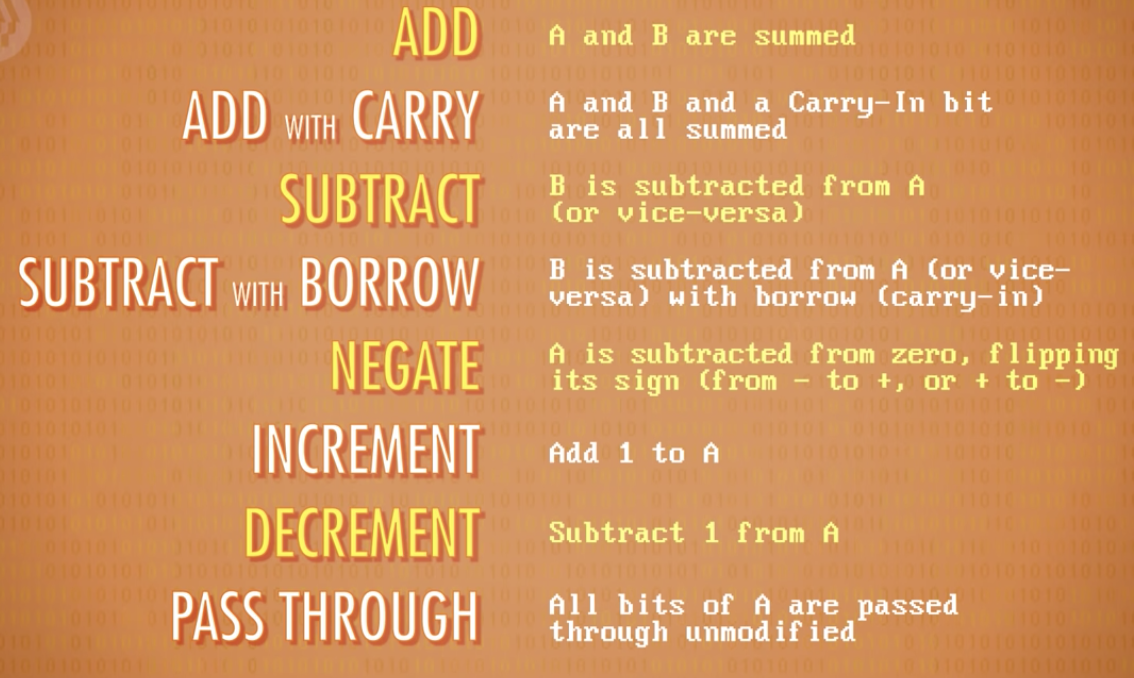 ADD
A and B are summed
ADD WITH CARRY
A and B and a Carry-In bit
are all summed
SUBTRACT
B is subtracted from A
(or vice-versa)
SUBTRACT WITH BORROW
B is subtracted from A (or vice-
versa) with borrow (carry-in)
NEGATE
A is subtracted from zero, flipping
its sign (from - to +, or + to -)
INCREMENT
Add 1 to A
DECREMENT
Subtract 1 from A
PASS THROUGH
All bits of A are passed
through unmodified